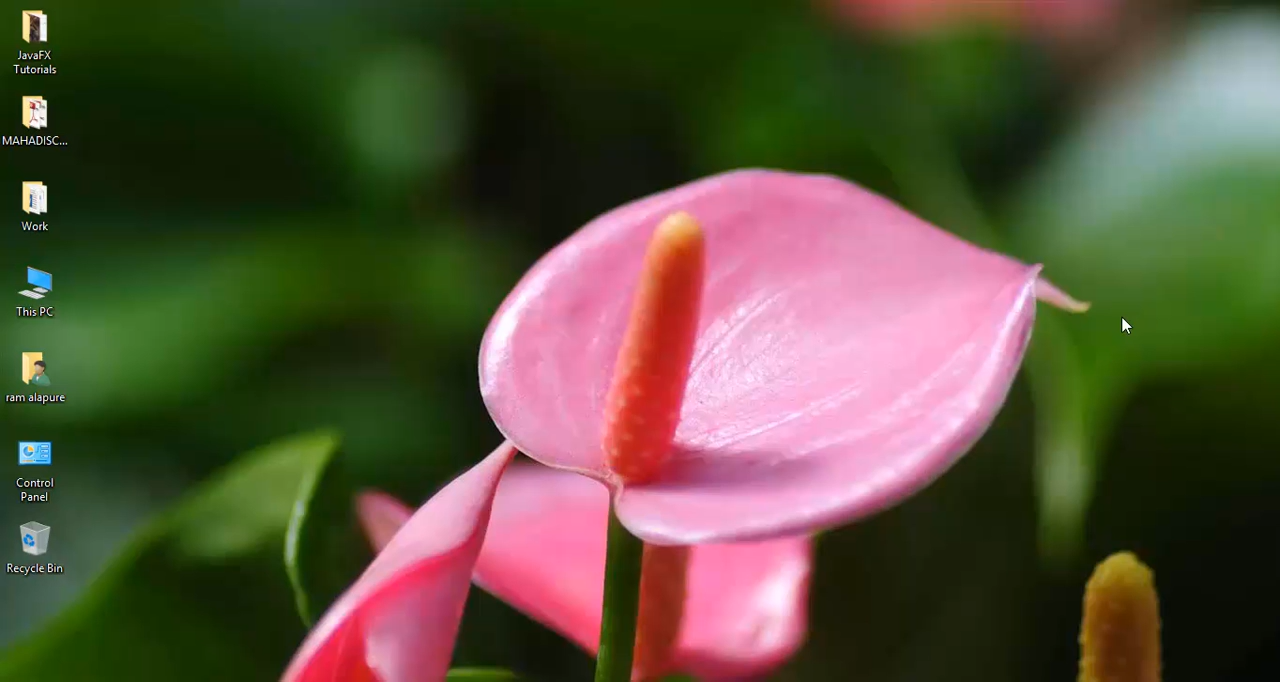 JavaFX
Tutorials
MAHADISC...
Work
This PC
ram alapure
Control
Panel
Recycle Bin